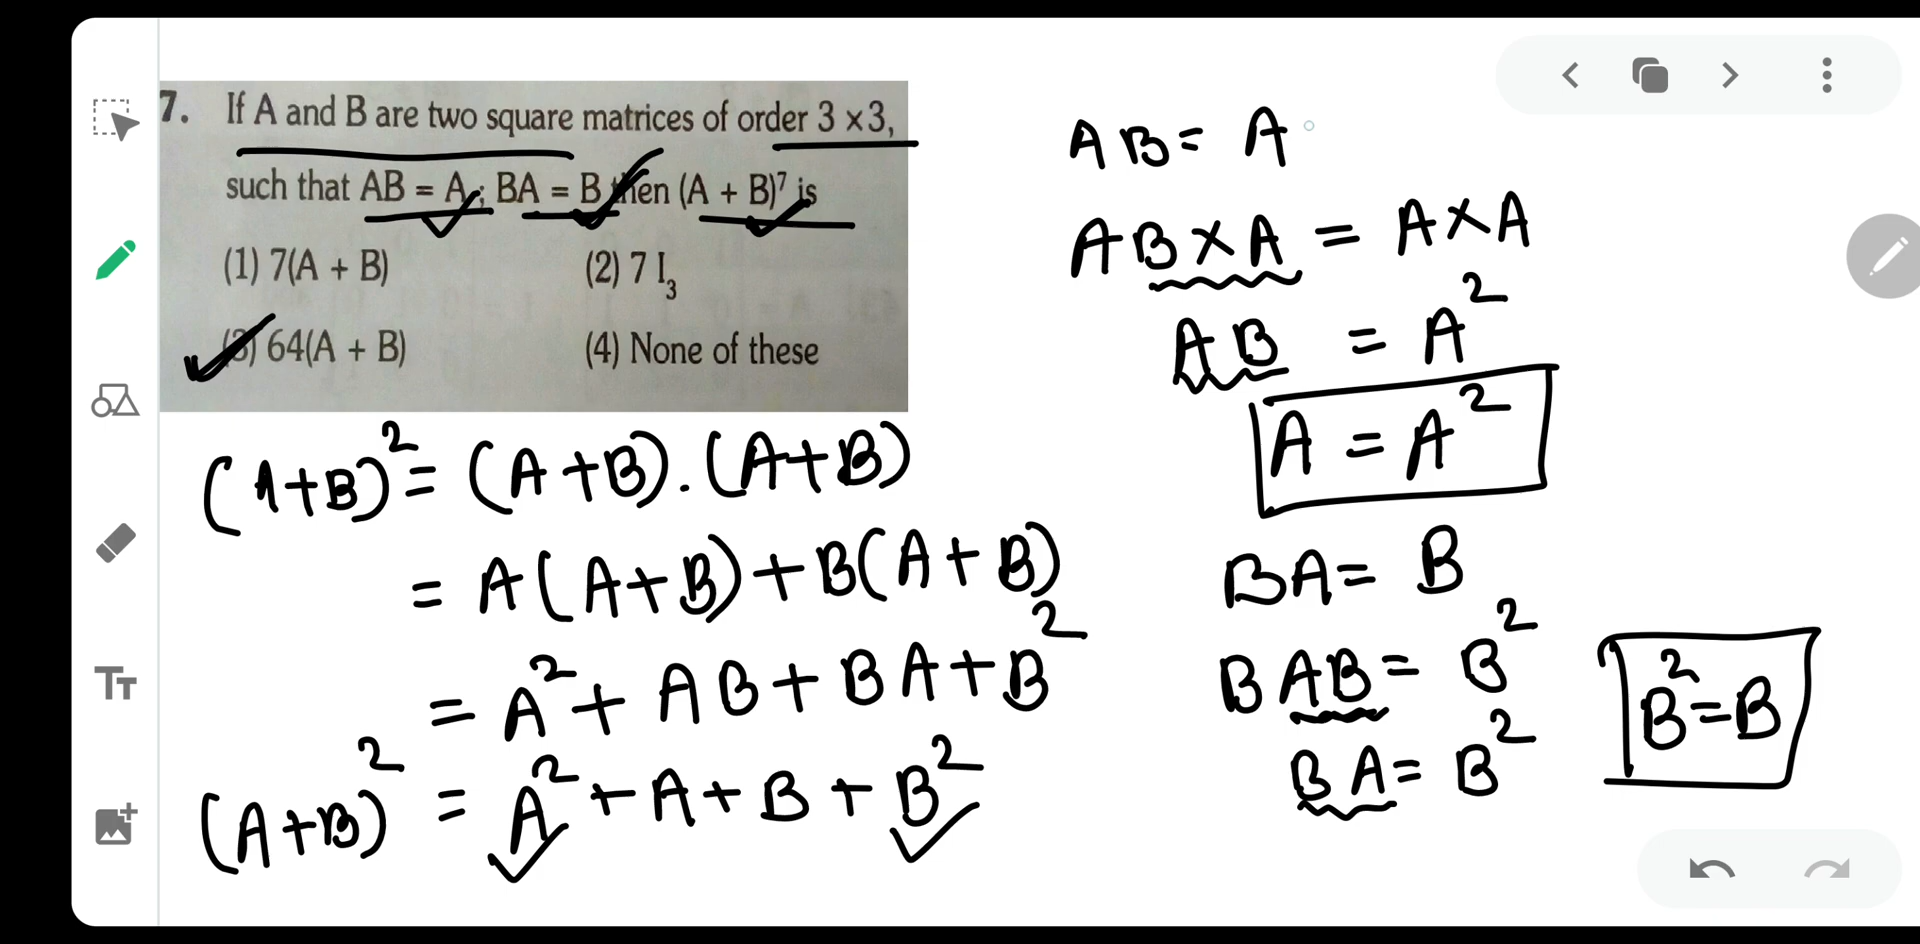 7. If A and B are two square matrices of order 3 ×3,
such that AB = A ; BA = B then (A + B)⁷ is
(1) 7(A + B) (2) 7 I₃
(3) 64(A + B) (4) None of these
(A+B)² = (A+B).(A+B)
= A(A+B)+B(A+B)
= A²+ AB+BA+B²
(A+B)² = A²+A+B+B²
AB= A
AB×A = A×A
AB = A²
A = A²
BA= B
BAB= B²
BA= B²
B²=B
TT